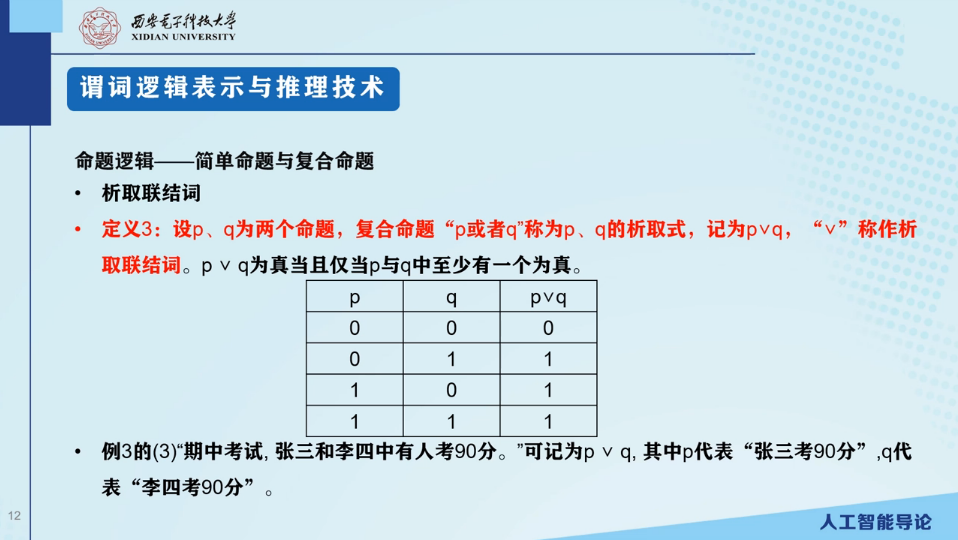 西安电子科技大学
XIDIAN UNIVERSITY
谓词逻辑表示与推理技术
命题逻辑——简单命题与复合命题
• 析取联结词
• 定义3：设p、q为两个命题，复合命题“p或者q”称为p、q的析取式，记为p∨q，“∨”称作析
取联结词。p ∨ q为真当且仅当p与q中至少有一个为真。
p q p∨q
0 0 0
0 1 1
1 0 1
1 1 1
• 例3的(3)“期中考试, 张三和李四中有人考90分。”可记为p ∨ q, 其中p代表“张三考90分”,q代
表“李四考90分”。
12
人工智能导论